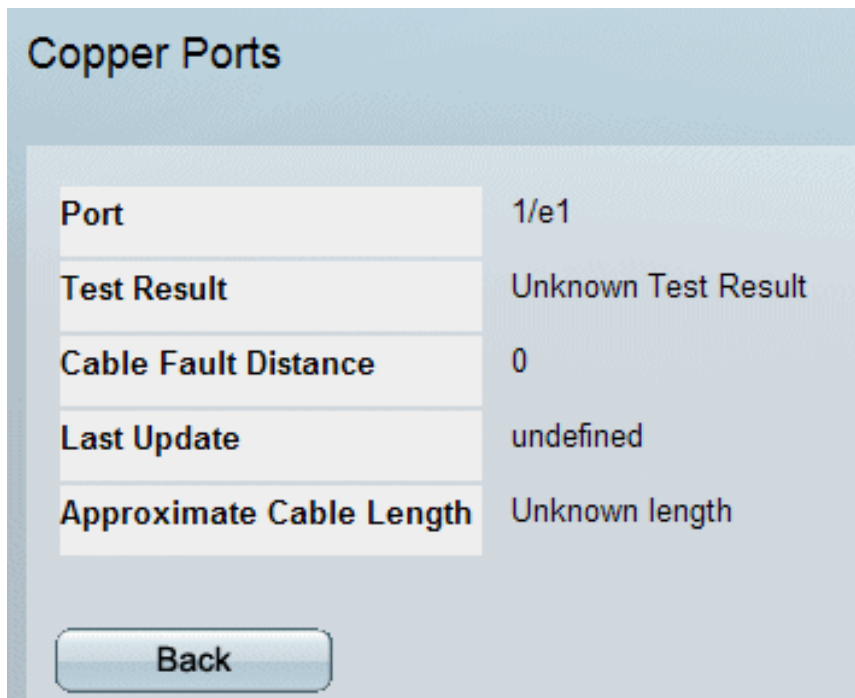 Copper Ports
Port 1/e1
Test Result Unknown Test Result
Cable Fault Distance 0
Last Update undefined
Approximate Cable Length Unknown length
Back